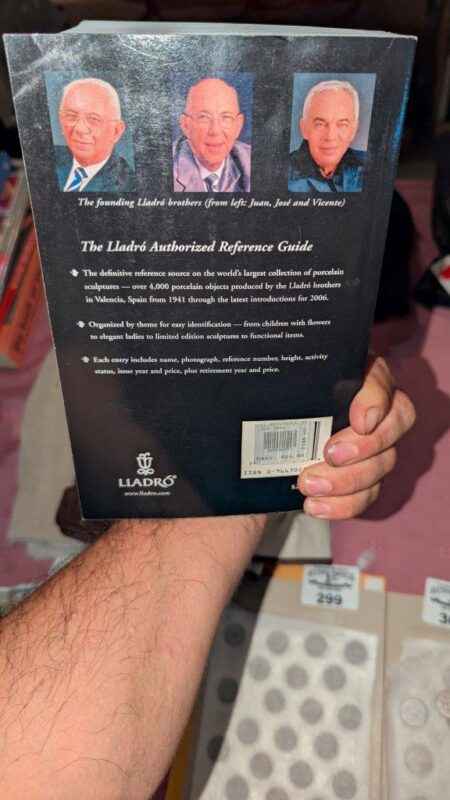 The founding Lladró brothers (from left: Juan, José and Vicente)
The Lladró Authorized Reference Guide
The definitive reference source on the world's largest collection of porcelain
sculptures — over 4,000 porcelain objects produced by the Lladró brothers
in Valencia, Spain from 1941 through the latest introductions for 2006.
Organized by theme for easy identification — from children with flowers
to elegant ladies to limited edition sculptures to functional items.
Each entry includes name, photograph, reference number, height, activity
status, issue year and price, plus retirement year and price.
LLADRÓ
www.lladro.com
ISBN
299